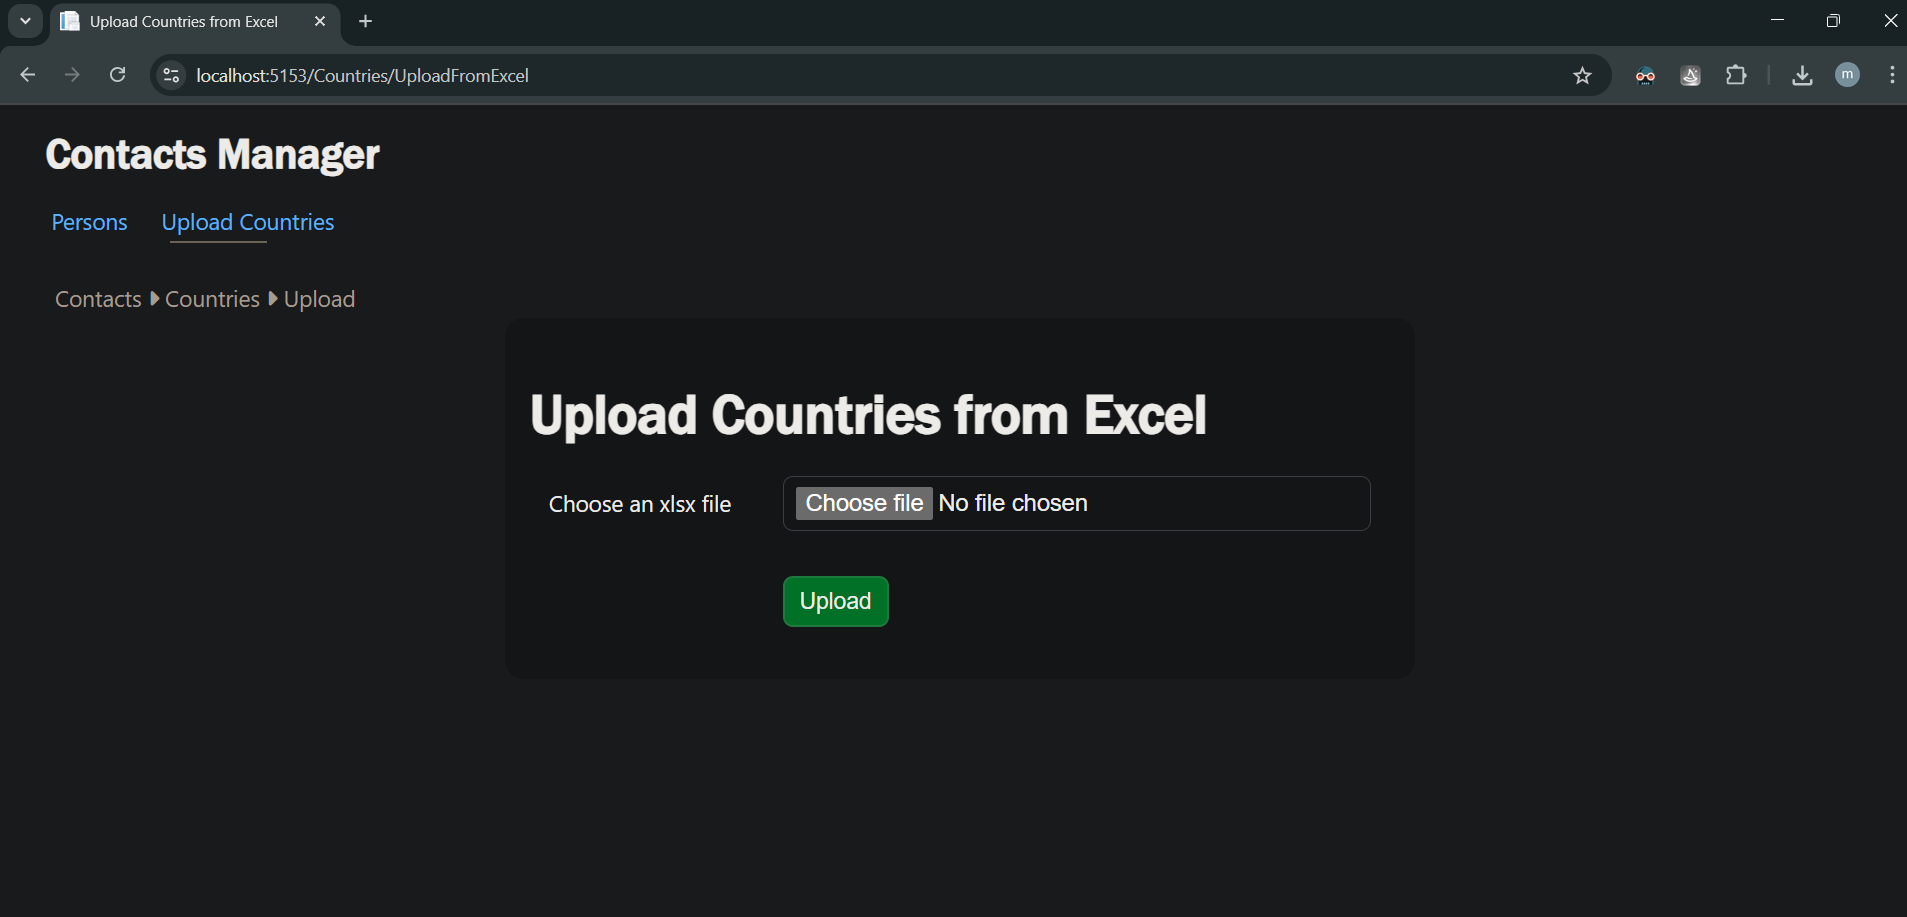 Upload Countries from Excel
localhost:5153/Countries/UploadFromExcel
m
Contacts Manager
Persons Upload Countries
Contacts Countries Upload
Upload Countries from Excel
Choose an xlsx file Choose file No file chosen
Upload